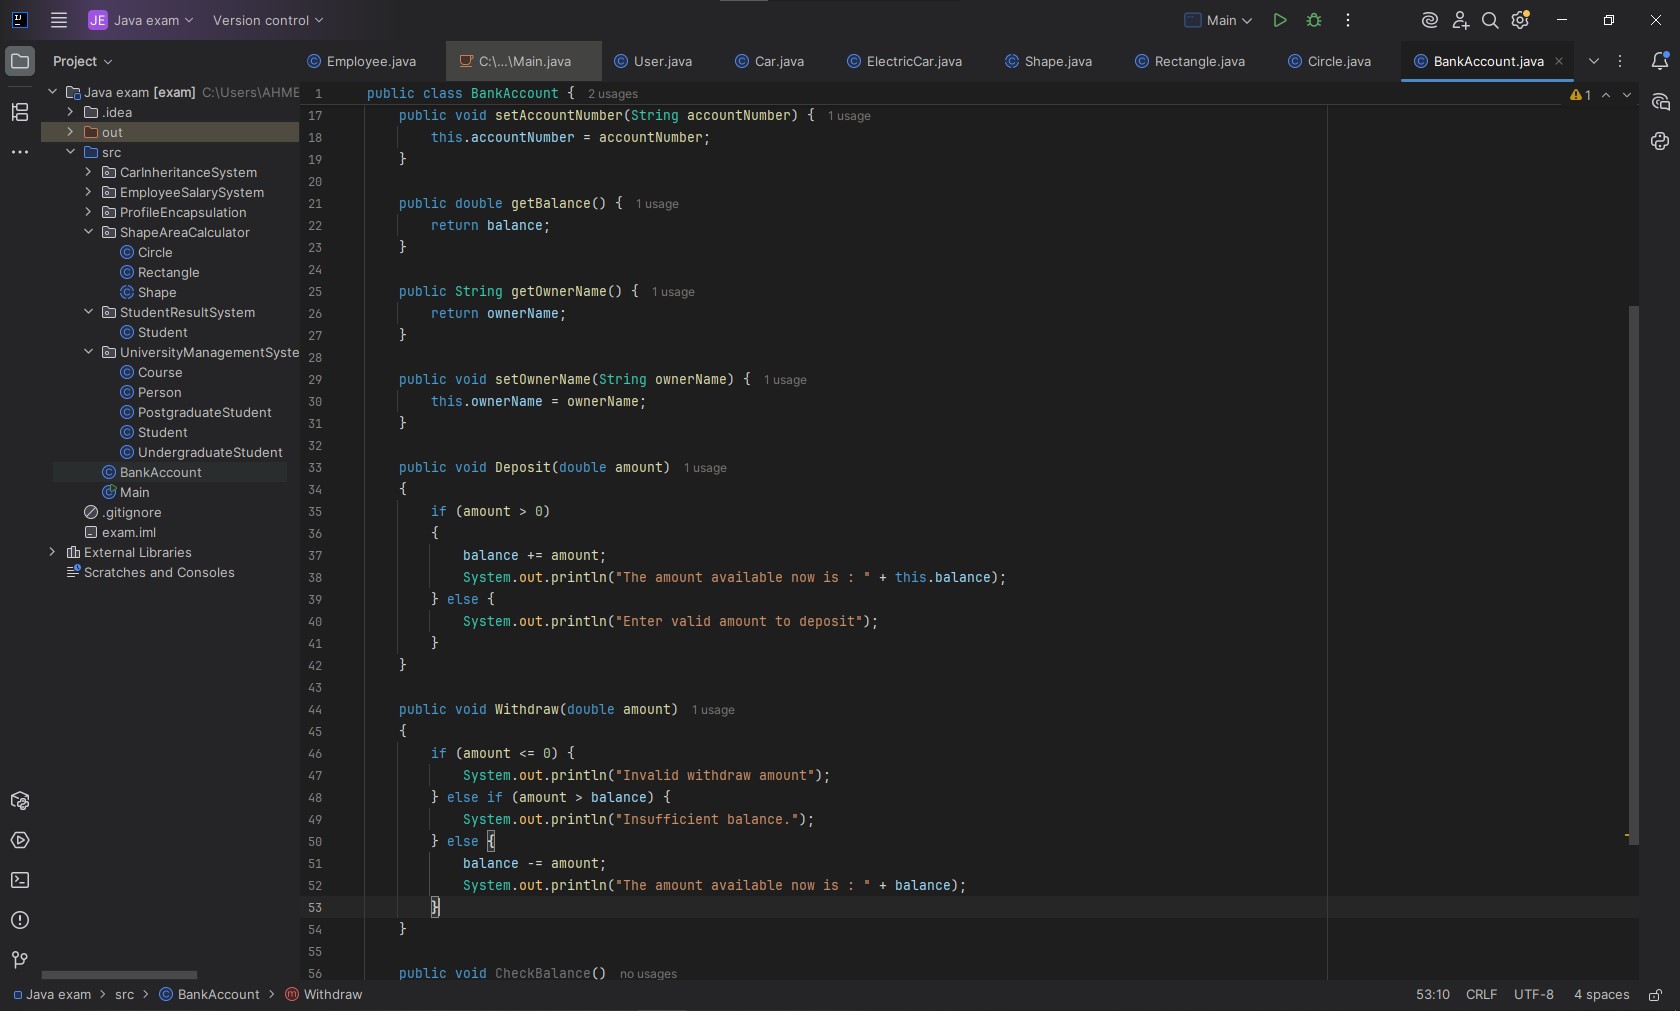 JE Java exam Version control Main
Project
Employee.java C:\...\Main.java User.java Car.java ElectricCar.java Shape.java Rectangle.java Circle.java BankAccount.java
Java exam [exam] C:\Users\AHME
.idea
out
src
CarInheritanceSystem
EmployeeSalarySystem
ProfileEncapsulation
ShapeAreaCalculator
Circle
Rectangle
Shape
StudentResultSystem
Student
UniversityManagementSyste
Course
Person
PostgraduateStudent
Student
UndergraduateStudent
BankAccount
Main
.gitignore
exam.iml
External Libraries
Scratches and Consoles
1 public class BankAccount { 2 usages
1
17 public void setAccountNumber(String accountNumber) { 1 usage
18 this.accountNumber = accountNumber;
19 }
20
21 public double getBalance() { 1 usage
22 return balance;
23 }
24
25 public String getOwnerName() { 1 usage
26 return ownerName;
27 }
28
29 public void setOwnerName(String ownerName) { 1 usage
30 this.ownerName = ownerName;
31 }
32
33 public void Deposit(double amount) 1 usage
34 {
35 if (amount > 0)
36 {
37 balance += amount;
38 System.out.println("The amount available now is : " + this.balance);
39 } else {
40 System.out.println("Enter valid amount to deposit");
41 }
42 }
43
44 public void Withdraw(double amount) 1 usage
45 {
46 if (amount <= 0) {
47 System.out.println("Invalid withdraw amount");
48 } else if (amount > balance) {
49 System.out.println("Insufficient balance.");
50 } else {
51 balance -= amount;
52 System.out.println("The amount available now is : " + balance);
53 }
54 }
55
56 public void CheckBalance() no usages
Java exam > src > BankAccount > Withdraw
53:10 CRLF UTF-8 4 spaces